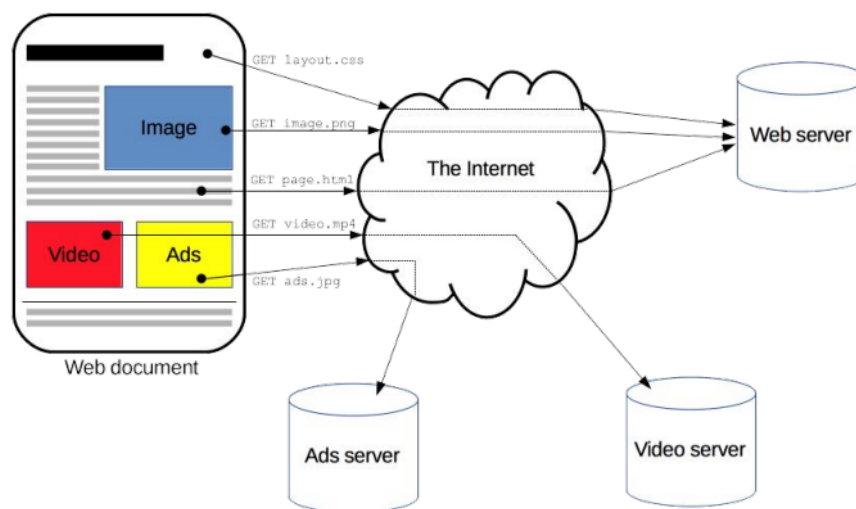 GET layout.css
Image
GET image.png
The Internet
Web server
GET page.html
GET video.mp4
Video
Ads
GET ads.jpg
Web document
Ads server
Video server